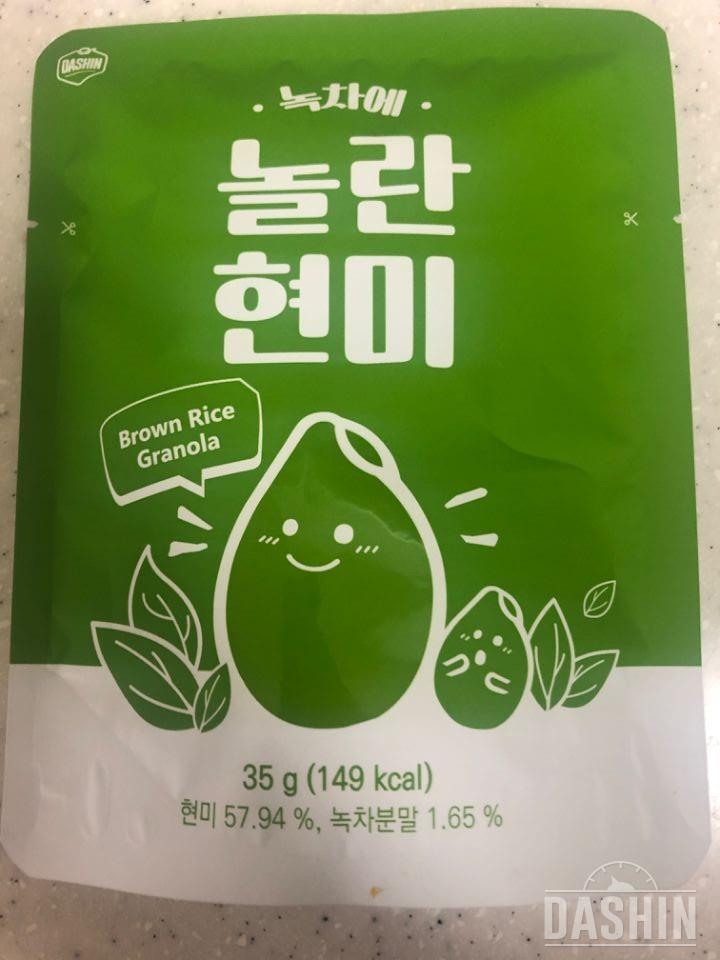 DASHIN
녹차에
놀란
현미
Brown Rice
Granola
35 g (149 kcal)
현미 57.94 %, 녹차분말 1.65 %
DASHIN